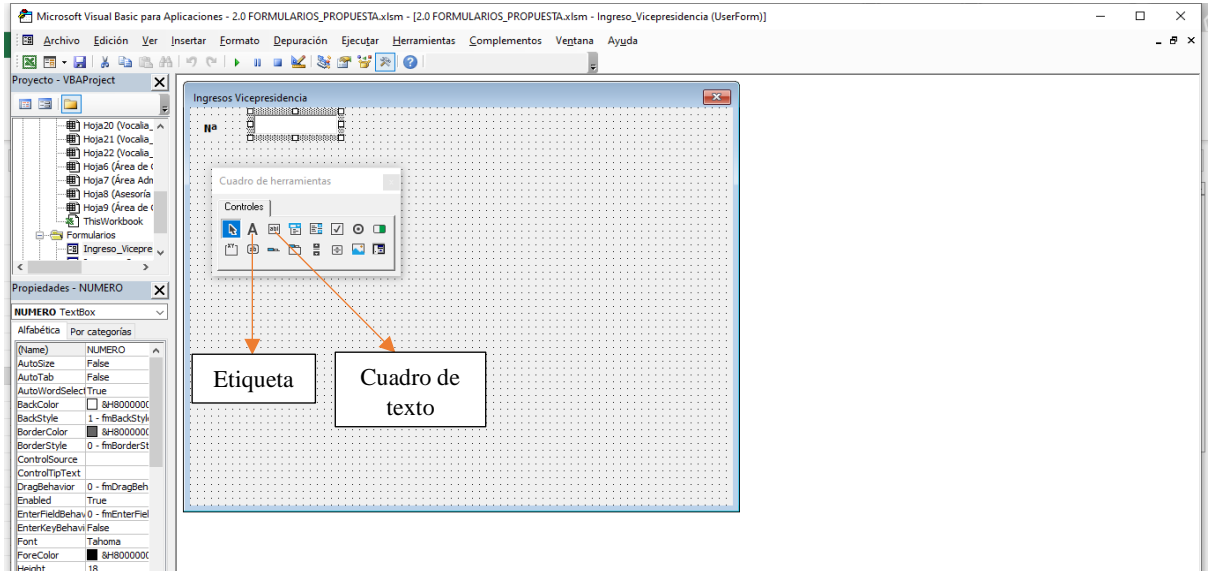 Microsoft Visual Basic para Aplicaciones - 2.0 FORMULARIOS_PROPUESTA.xlsm - [2.0 FORMULARIOS_PROPUESTA.xlsm - Ingreso_Vicepresidencia (UserForm)]
Archivo Edición Ver Insertar Formato Depuración Ejecutar Herramientas Complementos Ventana Ayuda
Proyecto - VBAProject
Hoja20 (Vocalia_
Hoja21 (Vocalia_
Hoja22 (Vocalia_
Hoja6 (Área de
Hoja7 (Área Adn
Hoja8 (Asesoría
Hoja9 (Área de
ThisWorkbook
Formularios
Ingreso_Vicepre
Propiedades - NUMERO
NUMERO TextBox
Alfabética Por categorías
(Name) NUMERO
AutoSize False
AutoTab False
AutoWordSelect True
BackColor &H8000000
BackStyle 1 - fmBackStyl
BorderColor &H8000000
BorderStyle 0 - fmBorderSt
ControlSource
ControlTipText
DragBehavior 0 - fmDragBeh
Enabled True
EnterFieldBehav 0 - fmEnterFiel
EnterKeyBehavi False
Font Tahoma
ForeColor &H8000000
Height 18
Ingresos Vicepresidencia
Nª
Cuadro de herramientas
Controles
Etiqueta
Cuadro de
texto